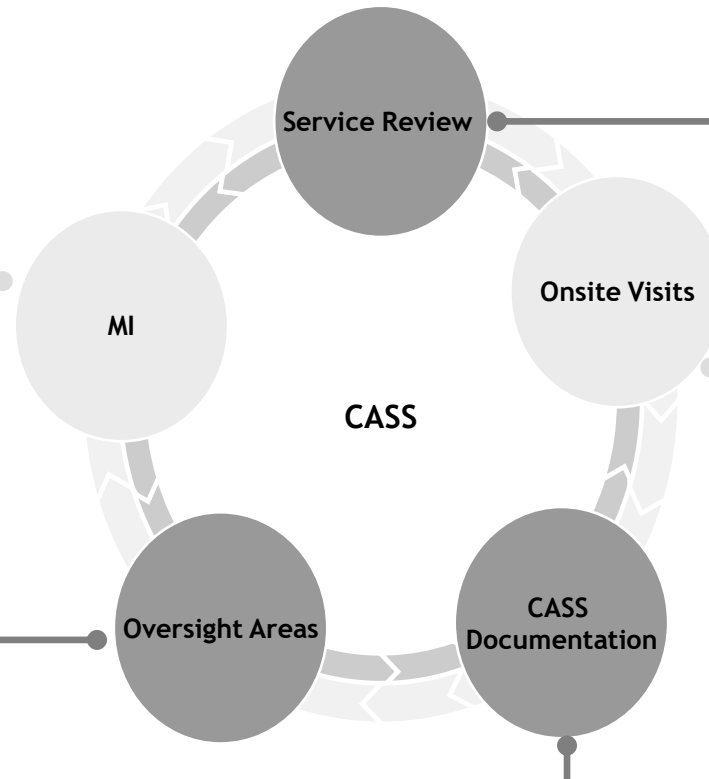 Service Review
Onsite Visits
MI
CASS
CASS
Documentation
Oversight Areas